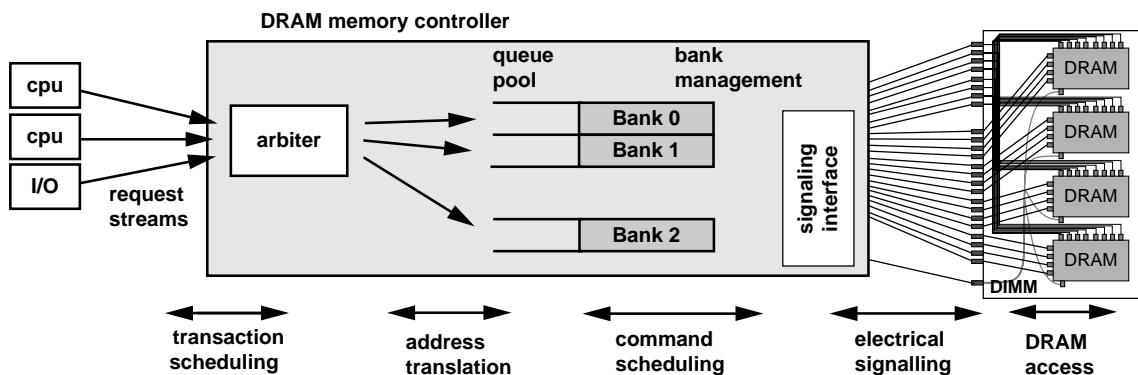 DRAM memory controller
cpu
cpu
I/O
request
streams
arbiter
queue
pool
bank
management
Bank 0
Bank 1
Bank 2
signaling
interface
DRAM
DRAM
DRAM
DRAM
DIMM
transaction
scheduling
address
translation
command
scheduling
electrical
signalling
DRAM
access